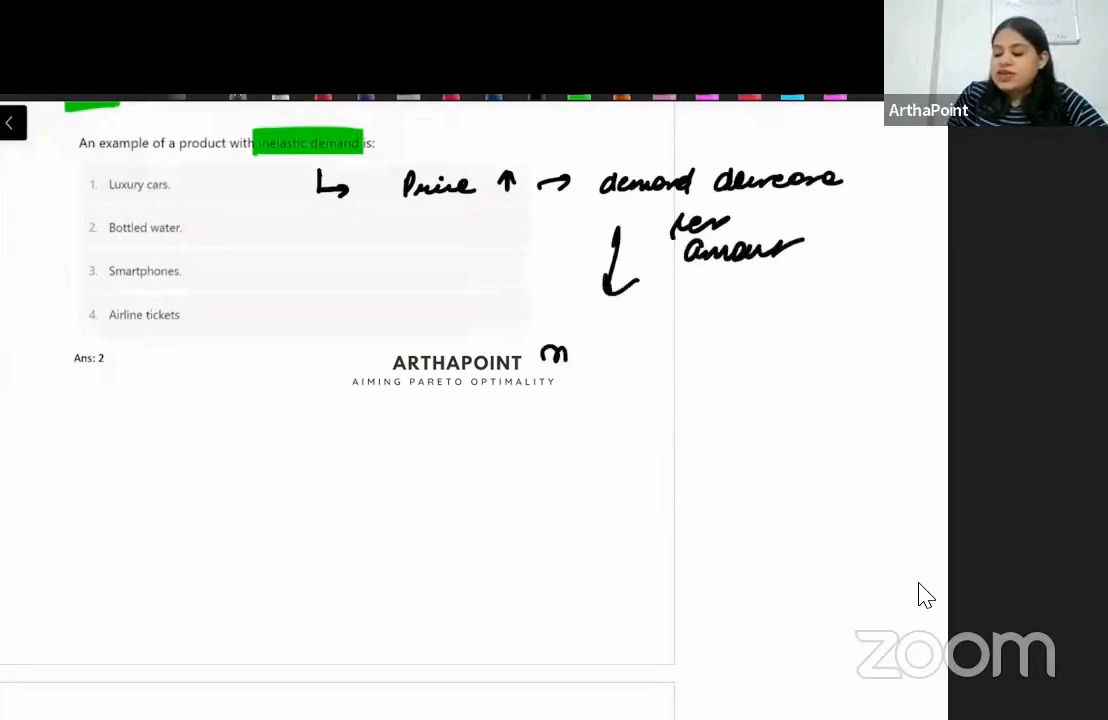 ArthaPoint
An example of a product with inelastic demand is:
Price ↑ → demand decrease
1. Luxury cars.
less
amount
2. Bottled water.
3. Smartphones.
4. Airline tickets
Ans: 2
ARTHAPOINT
AIMING PARETO OPTIMALITY
zoom